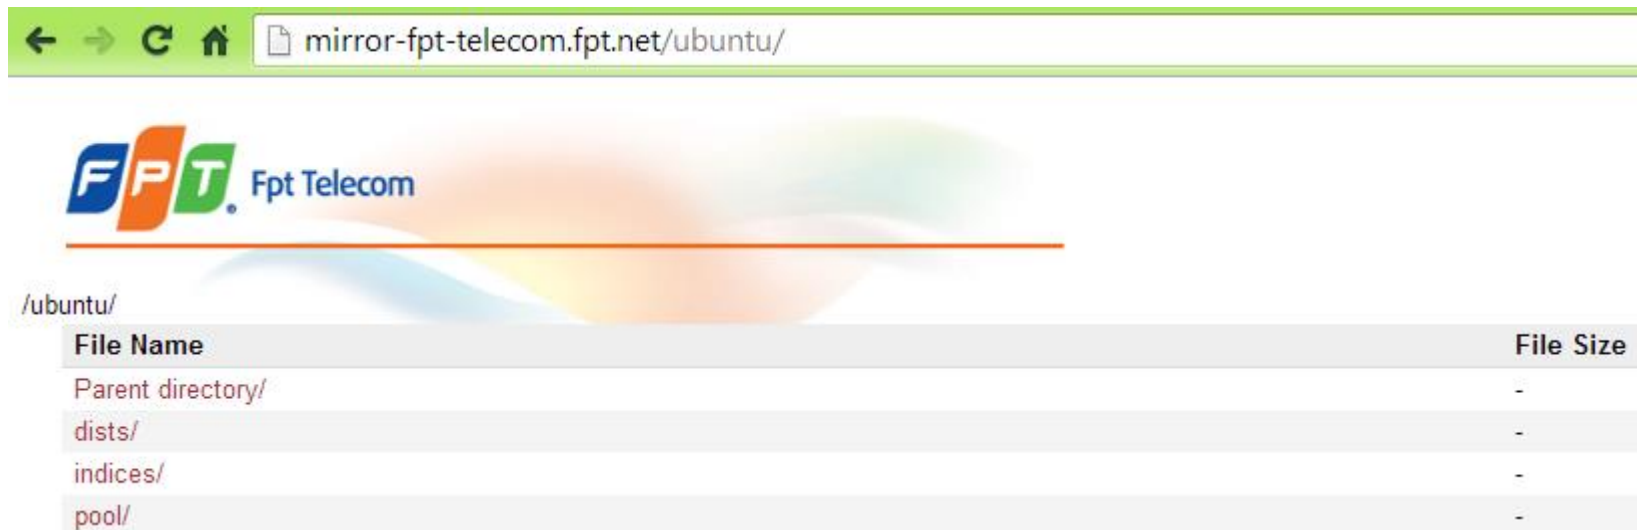 mirror-fpt-telecom.fpt.net/ubuntu/
FPT Fpt Telecom
/ubuntu/
File Name File Size
Parent directory/ -
dists/ -
indices/ -
pool/ -